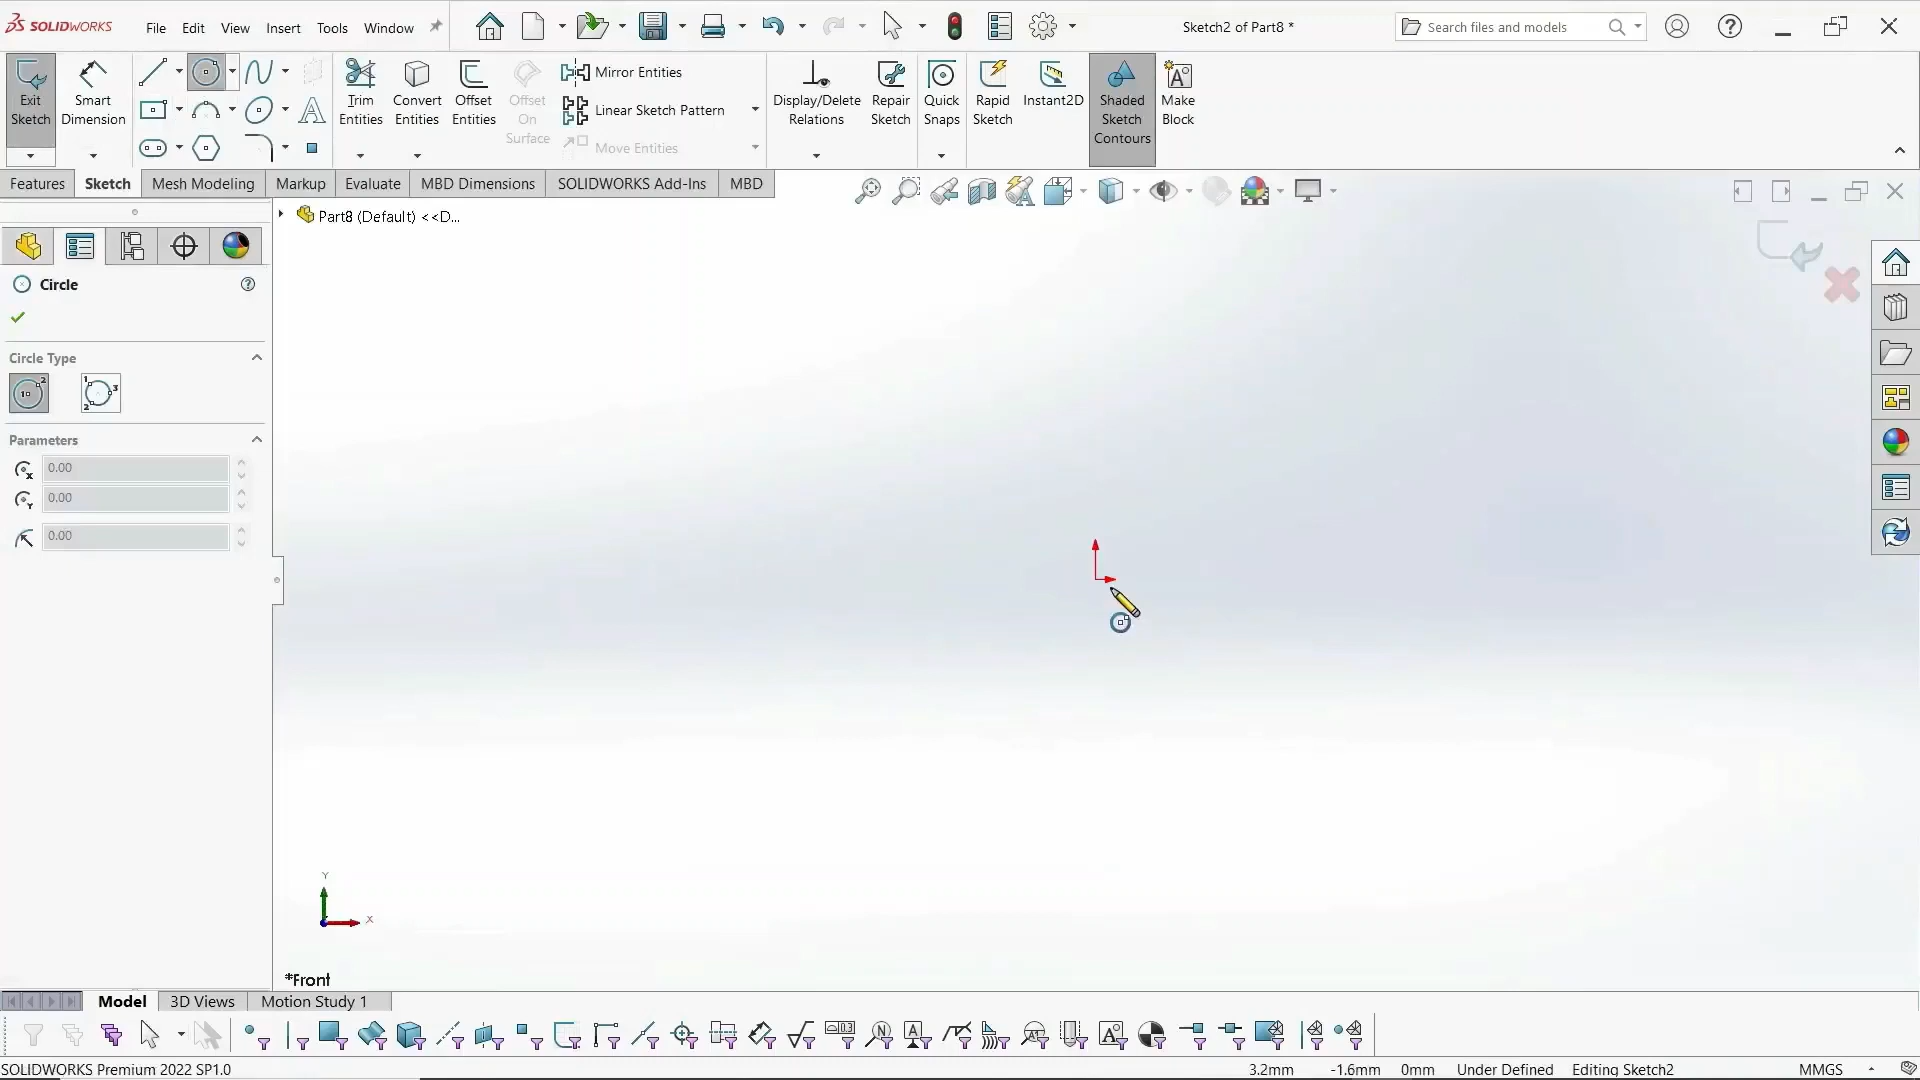 SOLIDWORKS
File Edit View Insert Tools Window
Sketch2 of Part8 *
Search files and models
Exit Sketch
Smart Dimension
Trim Entities
Convert Entities
Offset Entities
Offset On Surface
Mirror Entities
Linear Sketch Pattern
Move Entities
Display/Delete Relations
Repair Sketch
Quick Snaps
Rapid Sketch
Instant2D
Shaded Sketch Contours
Make Block
Features Sketch Mesh Modeling Markup Evaluate MBD Dimensions SOLIDWORKS Add-Ins MBD
Part8 (Default) <<D...
Circle
Circle Type
Parameters
0.00
0.00
0.00
Y
X
*Front
Model 3D Views Motion Study 1
SOLIDWORKS Premium 2022 SP1.0
3.2mm -1.6mm 0mm Under Defined Editing Sketch2 MMGS